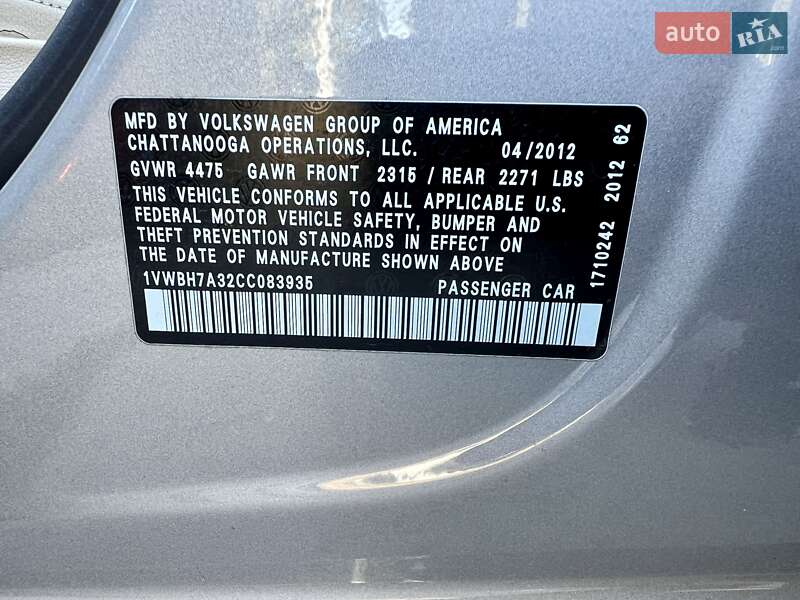 auto RIA .com
MFD BY VOLKSWAGEN GROUP OF AMERICA
CHATTANOOGA OPERATIONS, LLC. 04/2012
GVWR 4475 GAWR FRONT 2315 / REAR 2271 LBS
THIS VEHICLE CONFORMS TO ALL APPLICABLE U.S.
FEDERAL MOTOR VEHICLE SAFETY, BUMPER AND
THEFT PREVENTION STANDARDS IN EFFECT ON
THE DATE OF MANUFACTURE SHOWN ABOVE
1VWBH7A32CC083935 PASSENGER CAR
1710242 2012 62